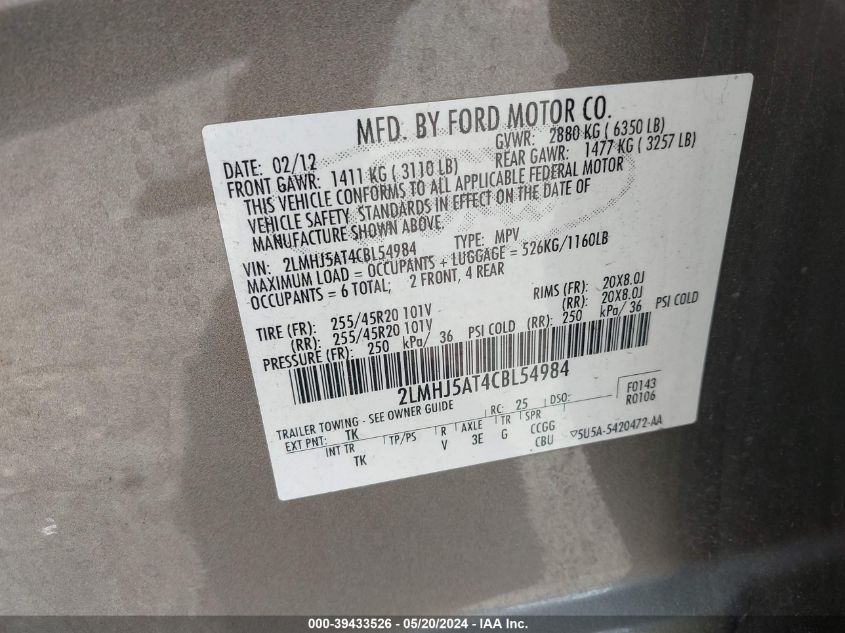 MFD. BY FORD MOTOR CO.
DATE: 02/12 GVWR: 2880 KG ( 6350 LB)
FRONT GAWR: 1411 KG ( 3110 LB) REAR GAWR: 1477 KG ( 3257 LB)
THIS VEHICLE CONFORMS TO ALL APPLICABLE FEDERAL MOTOR
VEHICLE SAFETY STANDARDS IN EFFECT ON THE DATE OF
MANUFACTURE SHOWN ABOVE.
VIN: 2LMHJ5AT4CBL54984 TYPE: MPV
MAXIMUM LOAD = OCCUPANTS + LUGGAGE = 526KG/1160LB
OCCUPANTS = 6 TOTAL; 2 FRONT, 4 REAR
TIRE (FR): 255/45R20 101V RIMS (FR): 20X8.0J
(RR): 255/45R20 101V (RR): 20X8.0J
PRESSURE (FR): 250 kPa/ 36 PSI COLD (RR): 250 kPa/ 36 PSI COLD
2LMHJ5AT4CBL54984
TRAILER TOWING - SEE OWNER GUIDE RC: 25 DSO: F0143
R0106
EXT PNT: TK
INT TR TP/PS R AXLE TR SPR
TK V 3E G CCGG
CBU ▽5U5A-5420472-AA
000-39433526 - 05/20/2024 - IAA Inc.